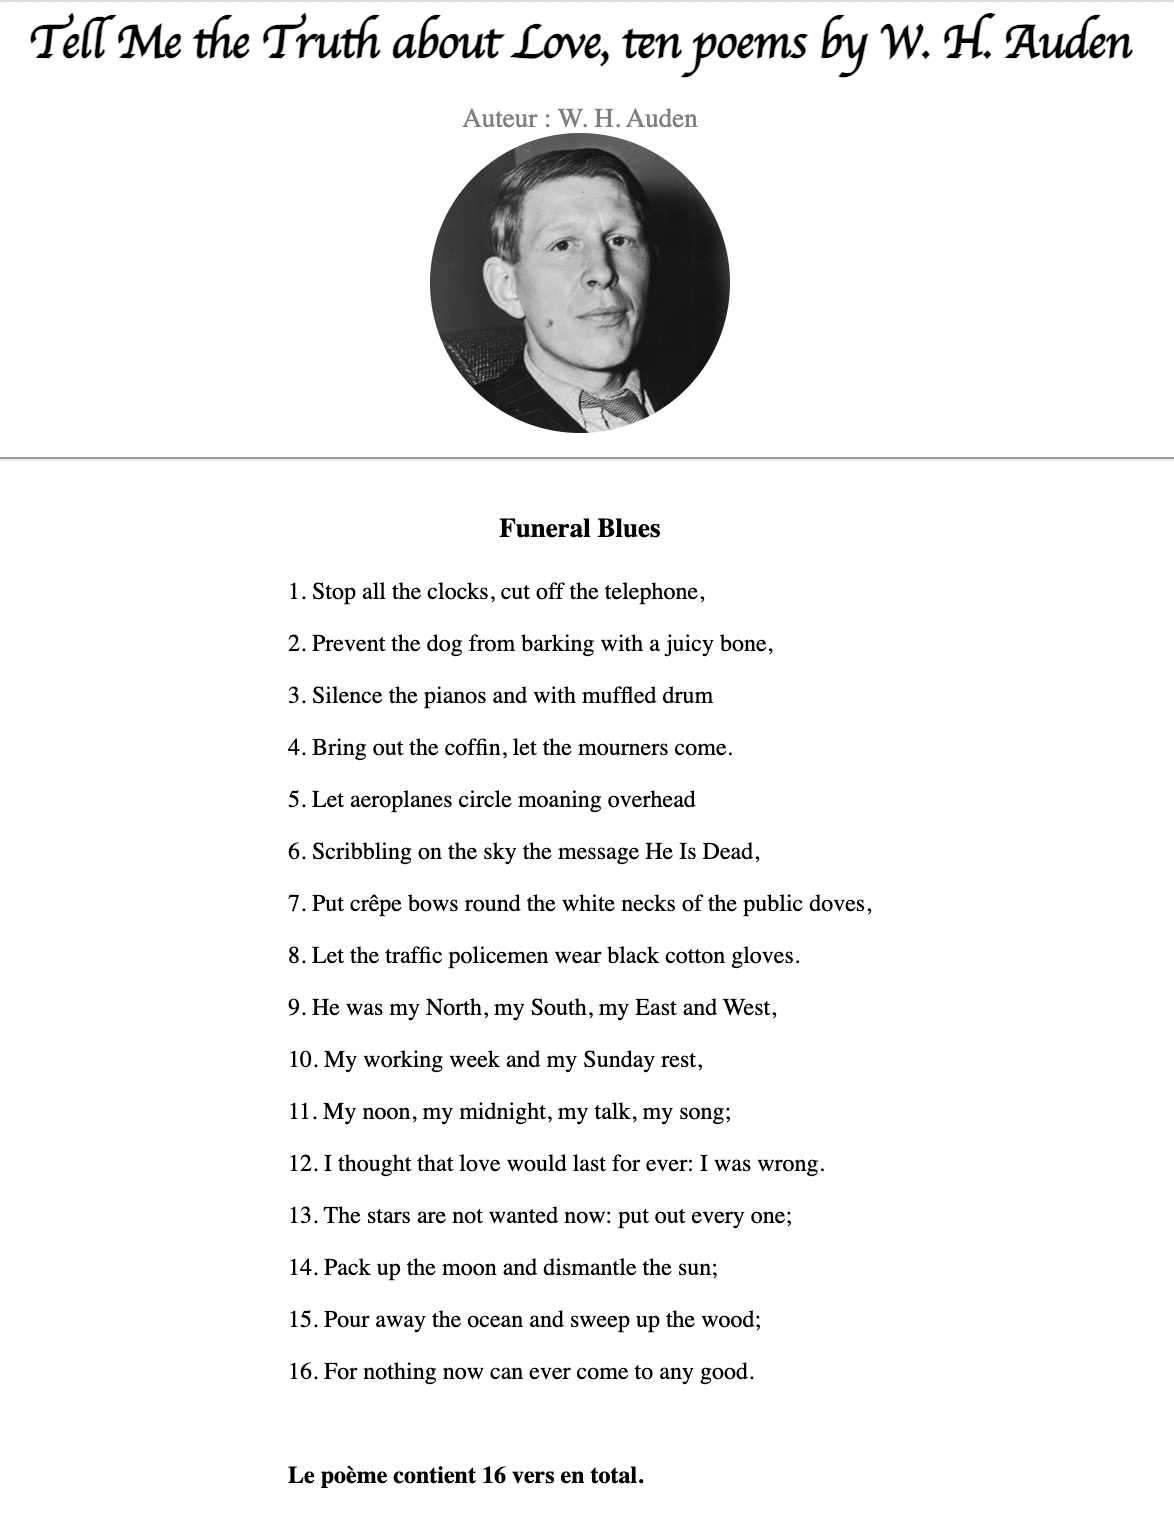 Tell Me the Truth about Love, ten poems by W. H. Auden
Auteur : W. H. Auden
Funeral Blues
1. Stop all the clocks, cut off the telephone,
2. Prevent the dog from barking with a juicy bone,
3. Silence the pianos and with muffled drum
4. Bring out the coffin, let the mourners come.
5. Let aeroplanes circle moaning overhead
6. Scribbling on the sky the message He Is Dead,
7. Put crêpe bows round the white necks of the public doves,
8. Let the traffic policemen wear black cotton gloves.
9. He was my North, my South, my East and West,
10. My working week and my Sunday rest,
11. My noon, my midnight, my talk, my song;
12. I thought that love would last for ever: I was wrong.
13. The stars are not wanted now: put out every one;
14. Pack up the moon and dismantle the sun;
15. Pour away the ocean and sweep up the wood;
16. For nothing now can ever come to any good.
Le poème contient 16 vers en total.